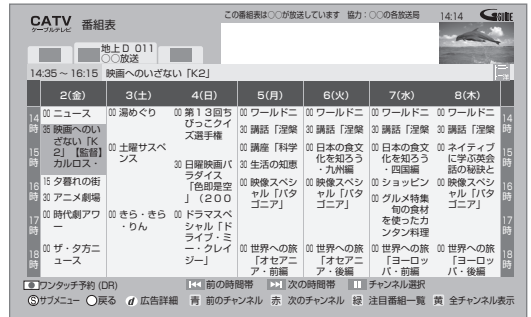 CATV 番組表
ケーブルテレビ
この番組表は○○が放送しています 協力：○○の各放送局
14:14
G GUIDE
地上D 011
○○放送
14:35～16:15 映画へのいざない「K2」
2(金) 3(土) 4(日) 5(月) 6(火) 7(水) 8(木)
14時
15時
16時
17時
18時
00 ニュース
35 映画へのい
ざない「K
2」【監督】
カルロス・
15 夕暮れの街
30 アニメ劇場
00 時代劇アワ
ー
00 ザ・夕方ニ
ュース
00 湯めぐり
00 土曜サスペ
ンス
00 きら・きら
・りん
00 第13回ち
びっこクイ
ズ選手権
30 日曜映画パ
ラダイス
「色即是空
」(200
00 ドラマスペ
シャル「ド
ライブ・ミ
ー・クレイ
ジー」
00 ワールドニ
30 講話「涅槃
00 講座「科学
30 生活の知恵
00 映像スペシ
ャル「パタ
ゴニア」
00 世界への旅
「オセアニ
ア・前編
00 ワールドニ
30 講話「涅槃
00 日本の食文
化を知ろう
・九州編
00 映像スペシ
ャル「パタ
ゴニア」
00 世界への旅
「オセアニ
ア・後編
00 ワールドニ
30 講話「涅槃
00 日本の食文
化を知ろう
・四国編
00 ショッピン
00 グルメ特集
旬の食材
を使ったカ
ンタン料理
00 世界への旅
「ヨーロッ
パ・前編
00 ワールドニ
30 講話「涅槃
00 ネイティブ
に学ぶ英会
話の秘訣と
00 映像スペシ
ャル「パタ
ゴニア」
00 世界への旅
「ヨーロッ
パ・後編
ワンタッチ予約 (DR) 前の時間帯 次の時間帯 チャンネル選択
Ⓢサブメニュー ○戻る d 広告詳細 青 前のチャンネル 赤 次のチャンネル 緑 注目番組一覧 黄 全チャンネル表示